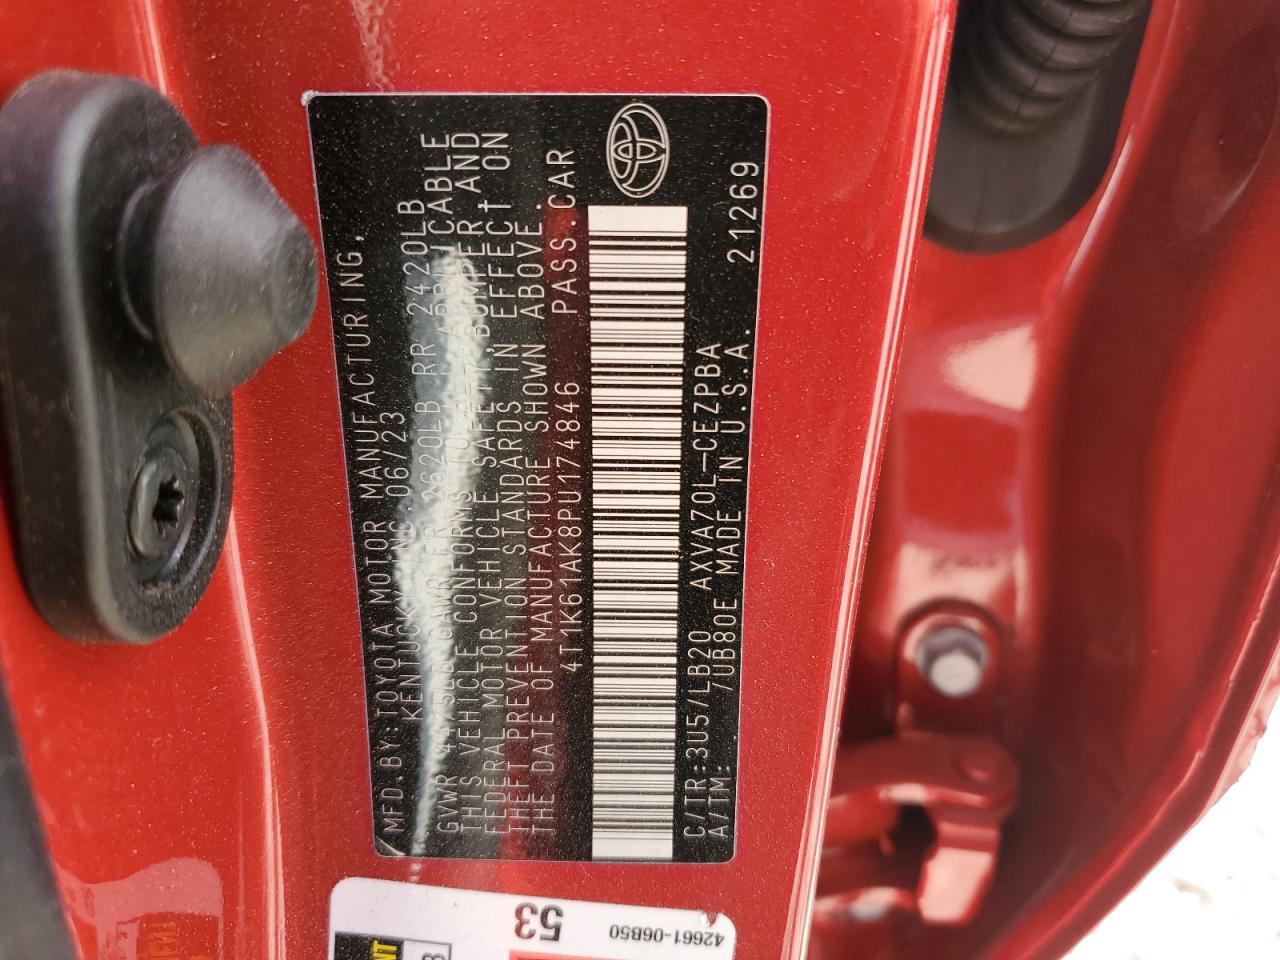 MFD.BY:TOYOTA MOTOR MANUFACTURING,
KENTUCKY, INC. 06/23
GVWR GAWR FR 2620LB RR 2420LB
THIS VEHICLE CONFORMS TO ALL APPLICABLE
FEDERAL MOTOR VEHICLE SAFETY, BUMPER, AND
THEFT PREVENTION STANDARDS IN EFFECT ON
THE DATE OF MANUFACTURE SHOWN ABOVE.
4T1K61AK8PU174846 PASS.CAR
C/TR:3U5/LB20 AXVA70L-CEZPBA 21269
A/TM: /UB80E MADE IN U.S.A.
53
42661-06B50